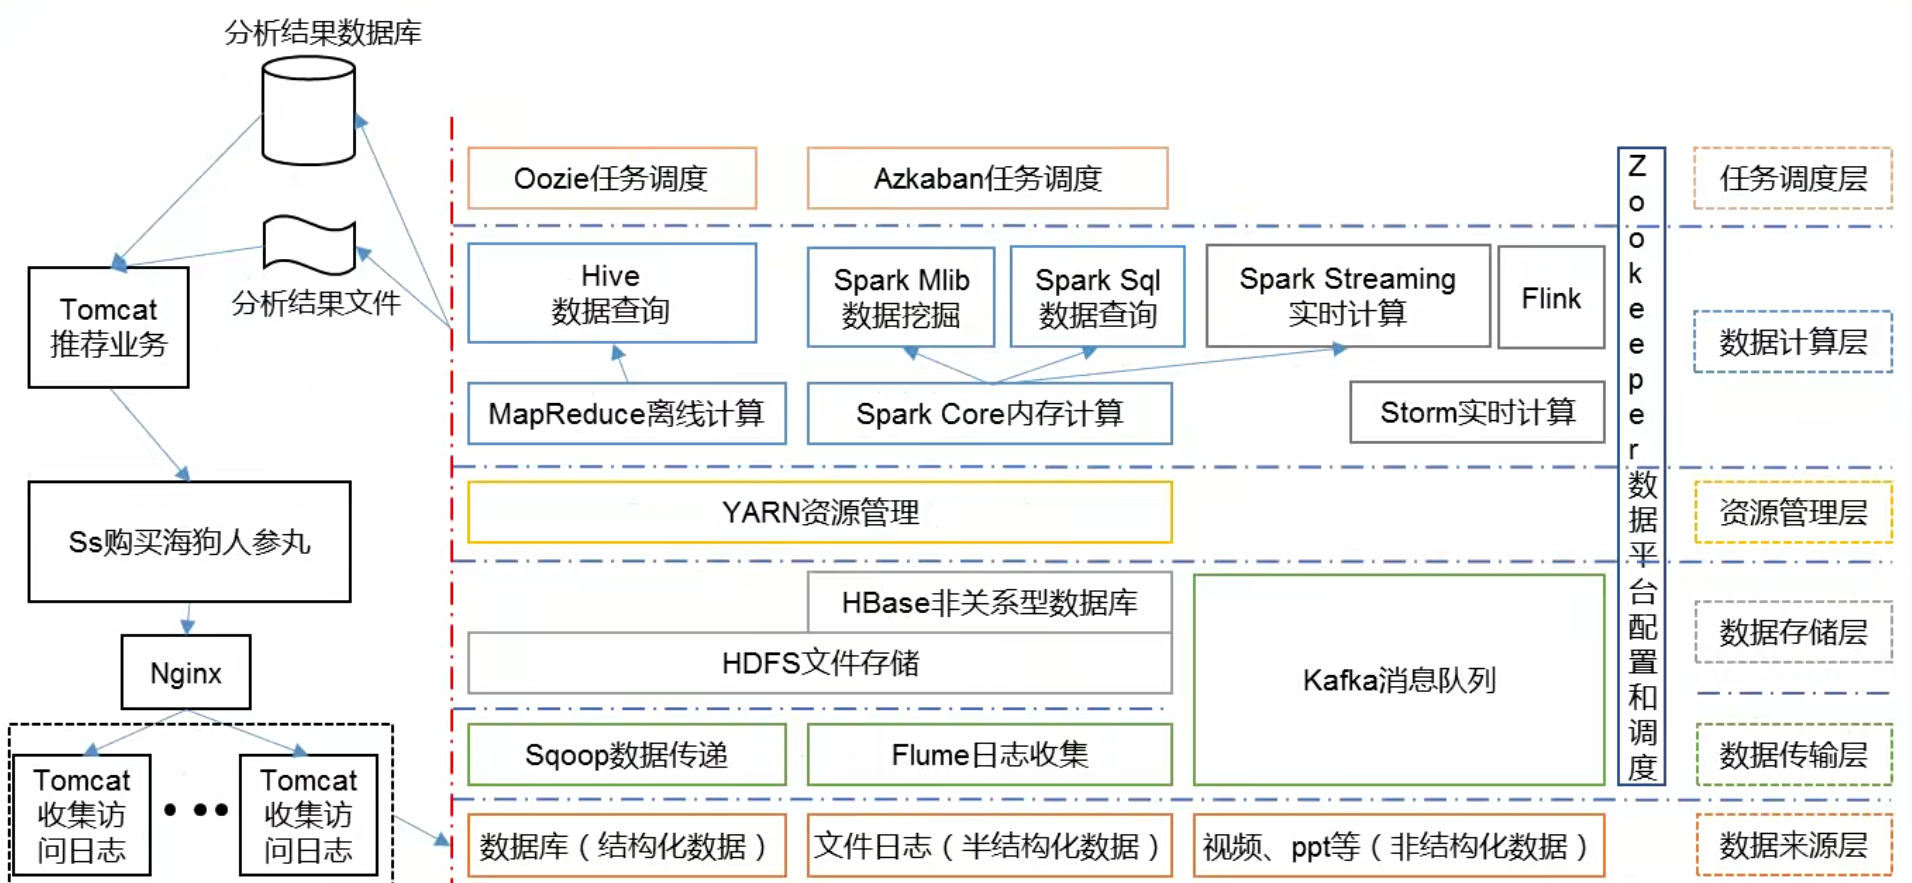 分析结果数据库
分析结果文件
Tomcat
推荐业务
Ss购买海狗人参丸
Nginx
Tomcat
收集访
问日志
Tomcat
收集访
问日志
Oozie任务调度
Azkaban任务调度
任务调度层
Hive
数据查询
Spark Mlib
数据挖掘
Spark Sql
数据查询
Spark Streaming
实时计算
Flink
数据计算层
MapReduce离线计算
Spark Core内存计算
Storm实时计算
YARN资源管理
资源管理层
HBase非关系型数据库
HDFS文件存储
Kafka消息队列
数据存储层
Sqoop数据传递
Flume日志收集
数据传输层
数据库（结构化数据）
文件日志（半结构化数据）
视频、ppt等（非结构化数据）
数据来源层
Zookeeper数据平台配置和调度